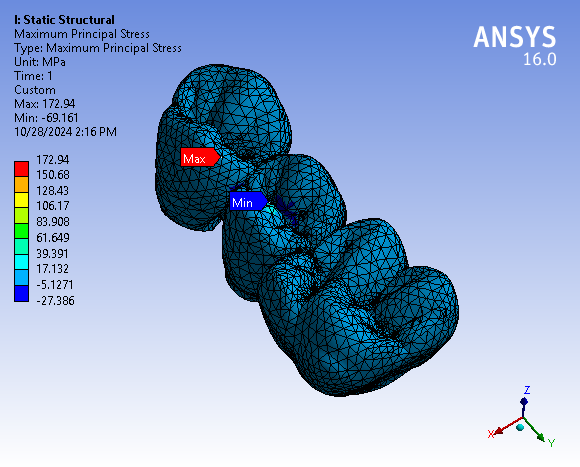 I: Static Structural
Maximum Principal Stress
Type: Maximum Principal Stress
Unit: MPa
Time: 1
Custom
Max: 172.94
Min: -69.161
10/28/2024 2:16 PM
ANSYS
16.0
172.94
150.68
128.43
106.17
83.908
61.649
39.391
17.132
-5.1271
-27.386
Max
Min
Z
X
Y